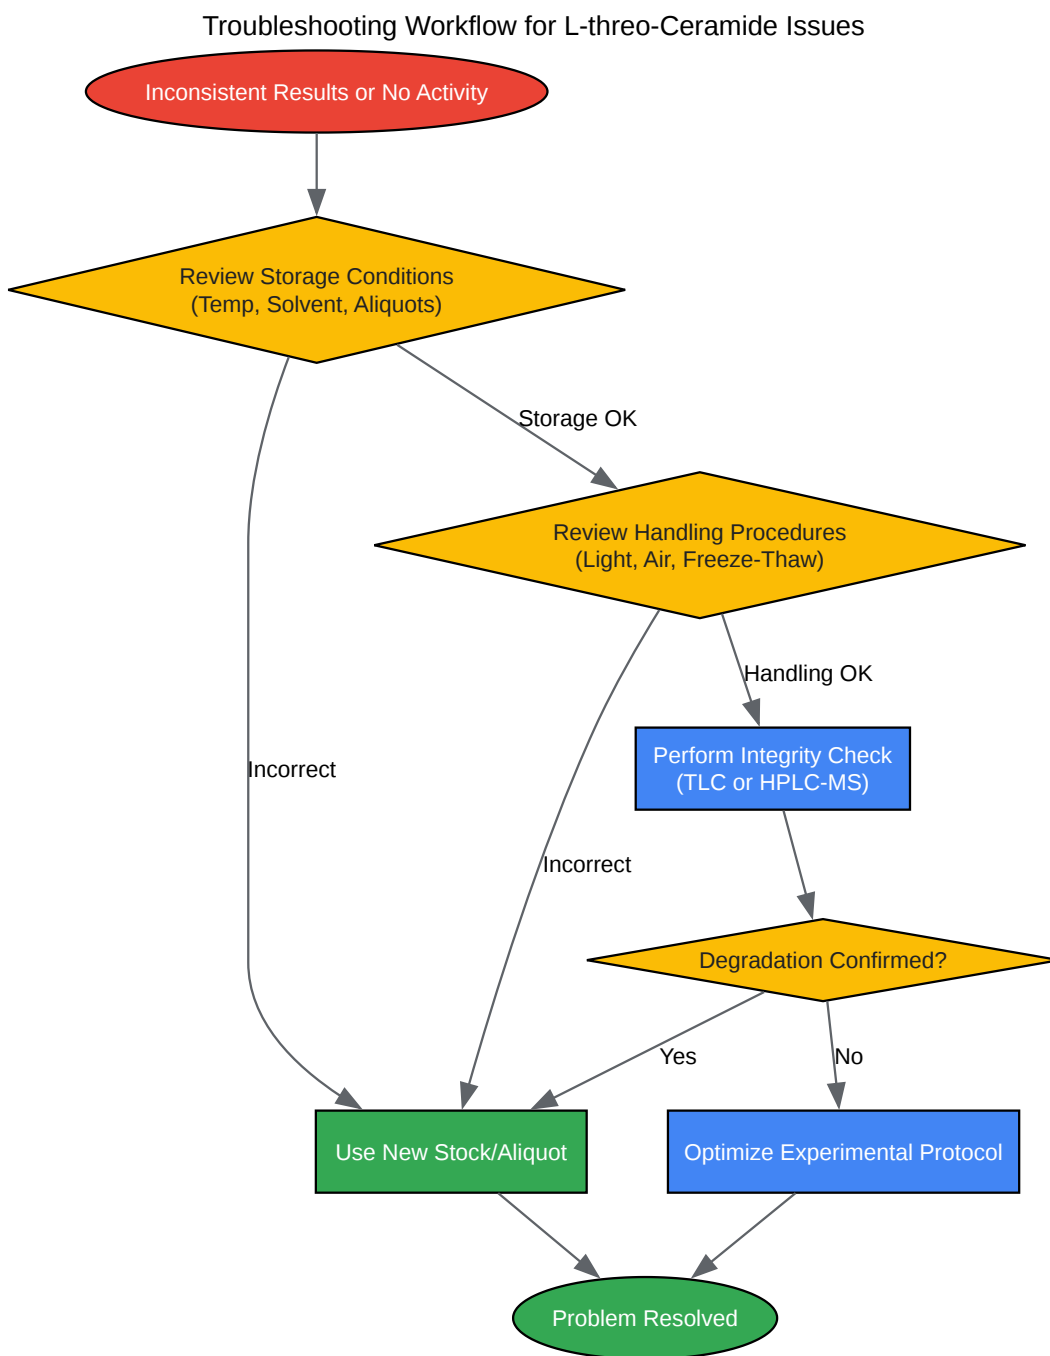 Troubleshooting Workflow for L-threo-Ceramide Issues
Inconsistent Results or No Activity
Review Storage Conditions
(Temp, Solvent, Aliquots)
Storage OK
Review Handling Procedures
(Light, Air, Freeze-Thaw)
Handling OK
Perform Integrity Check
(TLC or HPLC-MS)
Incorrect
Incorrect
Degradation Confirmed?
Yes
No
Use New Stock/Aliquot
Optimize Experimental Protocol
Problem Resolved